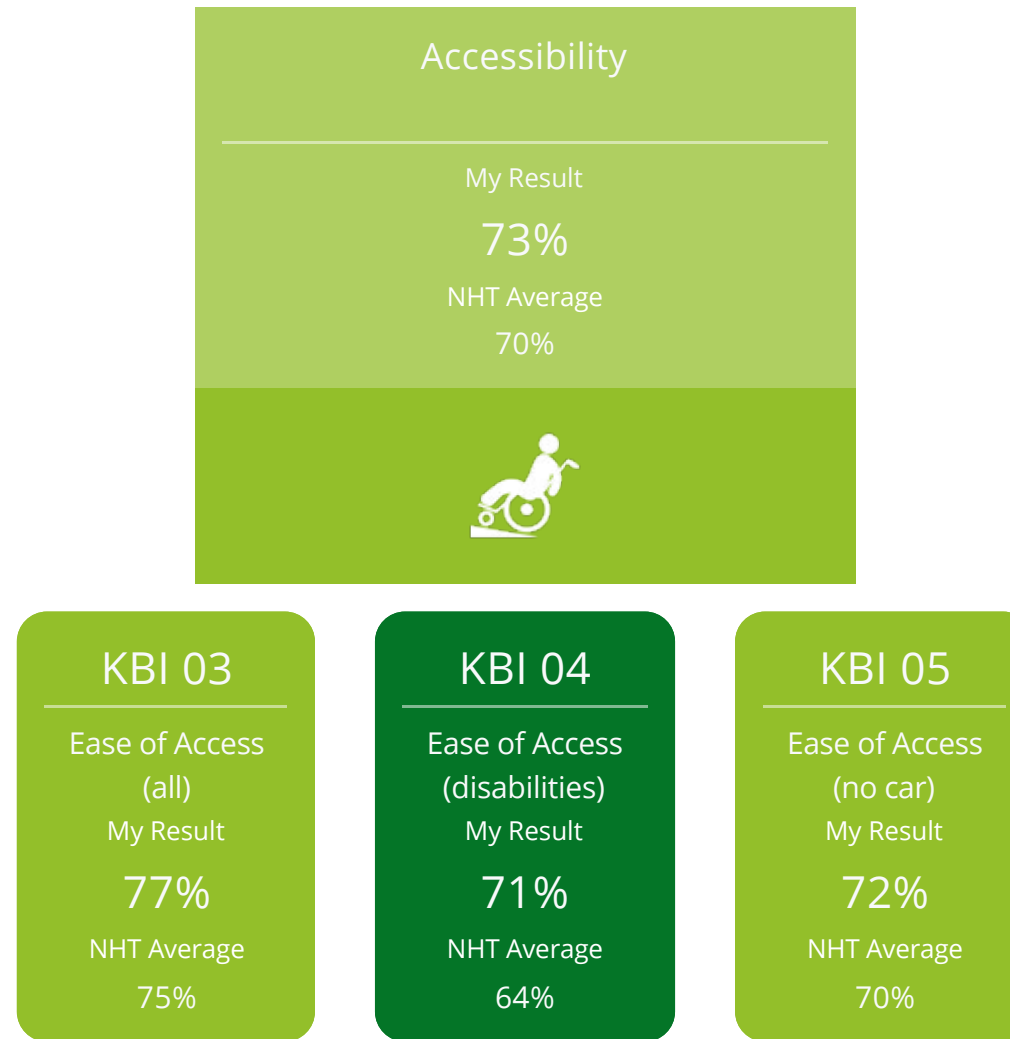 Accessibility
My Result
73%
NHT Average
70%
KBI 03
Ease of Access
(all)
My Result
77%
NHT Average
75%
KBI 04
Ease of Access
(disabilities)
My Result
71%
NHT Average
64%
KBI 05
Ease of Access
(no car)
My Result
72%
NHT Average
70%